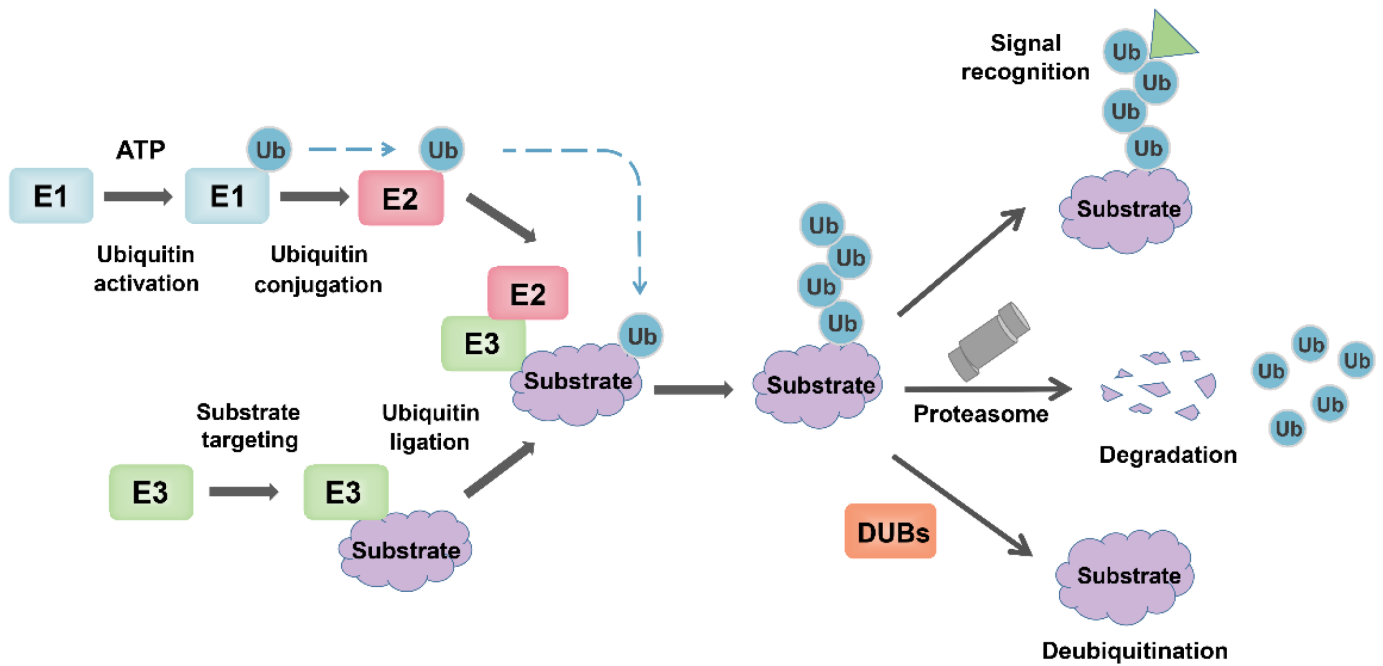 Signal
recognition
Ub
Ub
Ub
Ub
Substrate
ATP
Ub
Ub
E1
E1
E2
Ubiquitin
activation
Ubiquitin
conjugation
E2
E3
Ub
Substrate
Substrate
targeting
Ubiquitin
ligation
E3
E3
Substrate
Ub
Ub
Ub
Ub
Substrate
Proteasome
Ub
Ub
Ub
Ub
Ub
Degradation
DUBs
Substrate
Deubiquitination